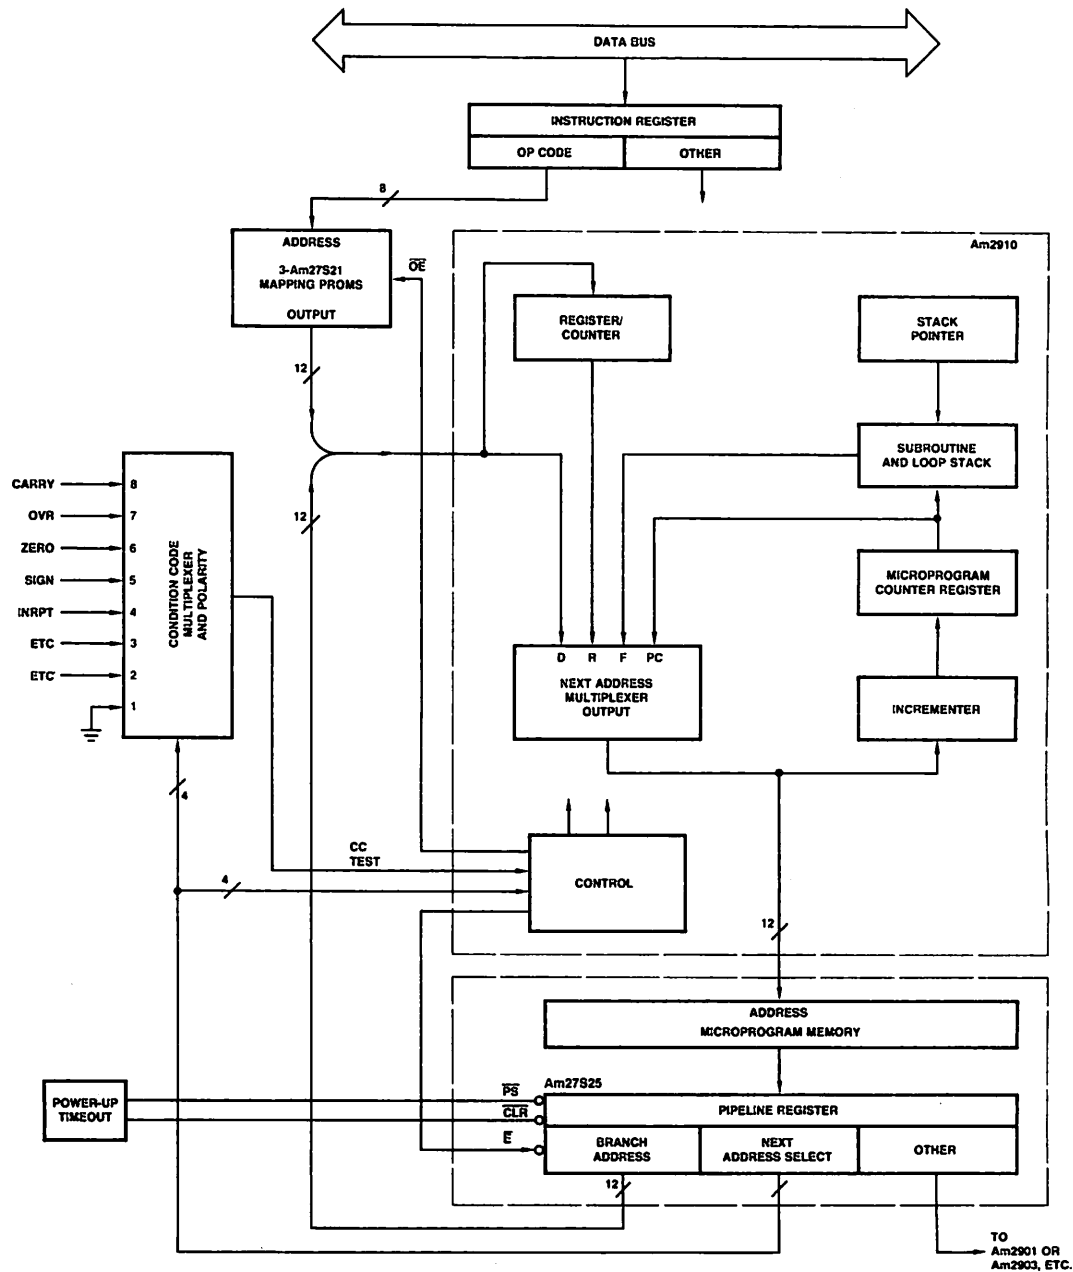 DATA BUS
INSTRUCTION REGISTER
OP CODE
OTHER
8
ADDRESS
3-Am27S21
MAPPING PROMS
OUTPUT
OE
Am2910
REGISTER/
COUNTER
STACK
POINTER
12
SUBROUTINE
AND LOOP STACK
CARRY
8
OVR
7
ZERO
6
SIGN
5
INRPT
4
ETC
3
ETC
2
1
CONDITION CODE
MULTIPLEXER
AND POLARITY
12
MICROPROGRAM
COUNTER REGISTER
D R F PC
NEXT ADDRESS
MULTIPLEXER
OUTPUT
INCREMENTER
4
CC
TEST
4
CONTROL
12
ADDRESS
MICROPROGRAM MEMORY
Am27S25
POWER-UP
TIMEOUT
PS
CLR
E
PIPELINE REGISTER
BRANCH
ADDRESS
NEXT
ADDRESS SELECT
OTHER
12
TO
Am2901 OR
Am2903, ETC.